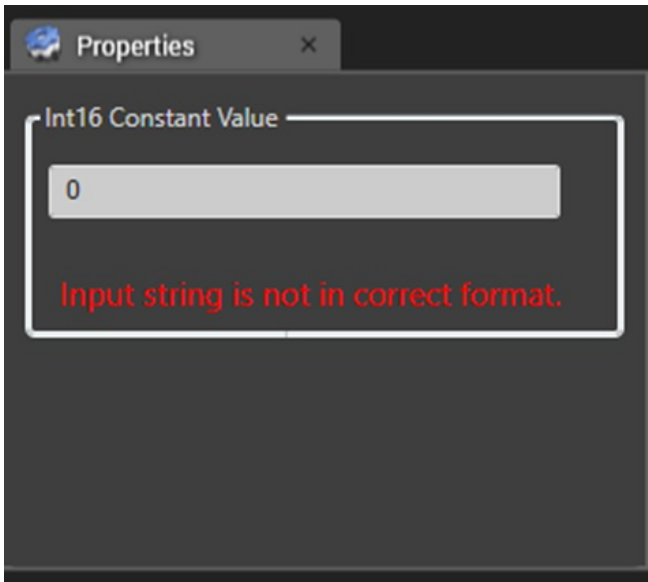 Properties
Int16 Constant Value
0
Input string is not in correct format.